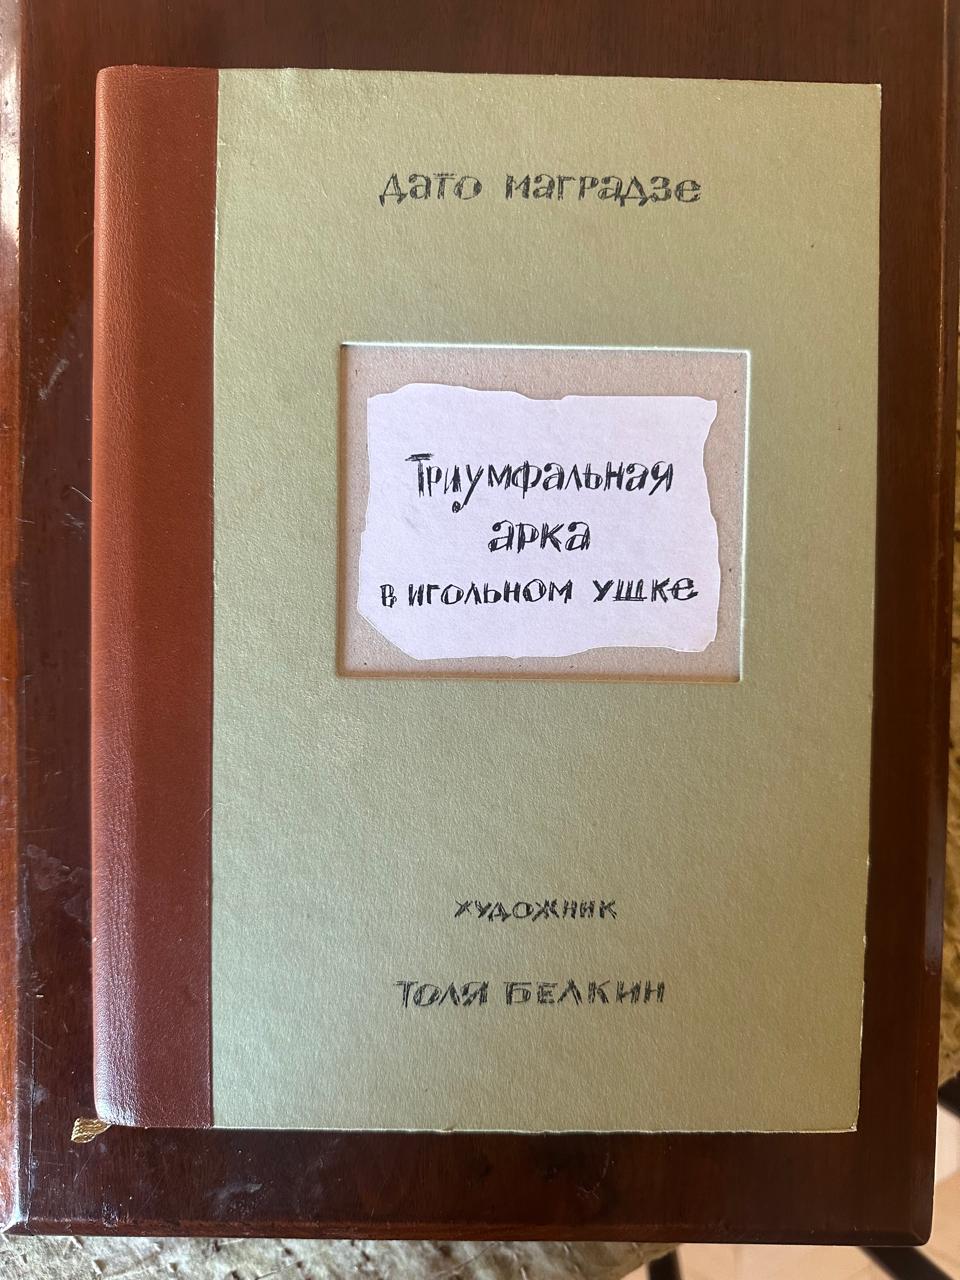 Дато Маградзе
Триумфальная
арка
в игольном ушке
художник
Толя Белкин